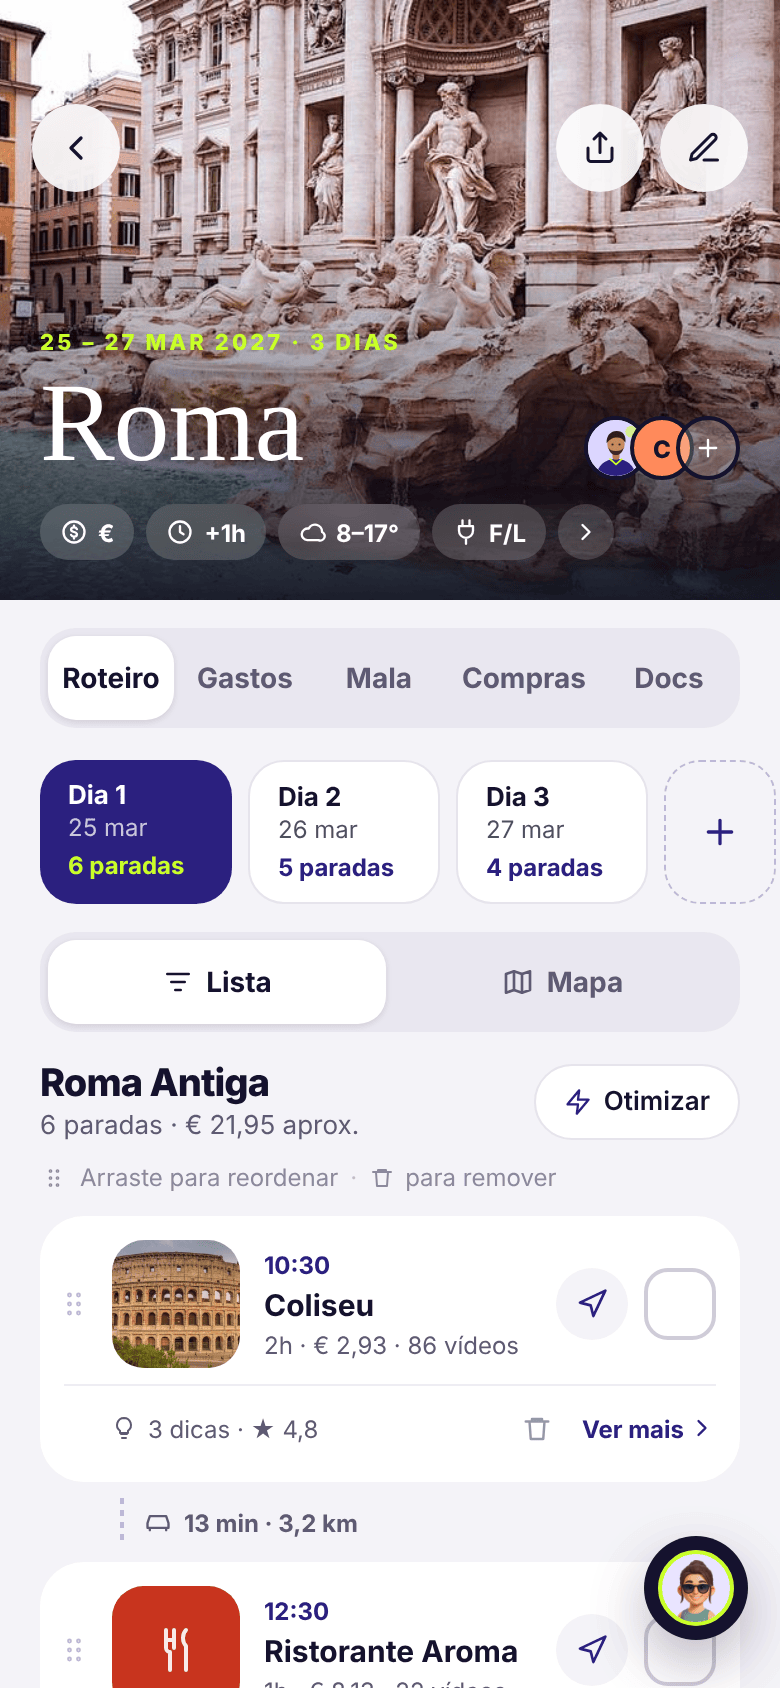 25 – 27 MAR 2027 · 3 DIAS
Roma
C
€
+1h
8–17°
F/L
Roteiro
Gastos
Mala
Compras
Docs
Dia 1
25 mar
6 paradas
Dia 2
26 mar
5 paradas
Dia 3
27 mar
4 paradas
Lista
Mapa
Roma Antiga
6 paradas · € 21,95 aprox.
Otimizar
Arraste para reordenar · para remover
10:30
Coliseu
2h · € 2,93 · 86 vídeos
3 dicas · ★ 4,8
Ver mais
13 min · 3,2 km
12:30
Ristorante Aroma